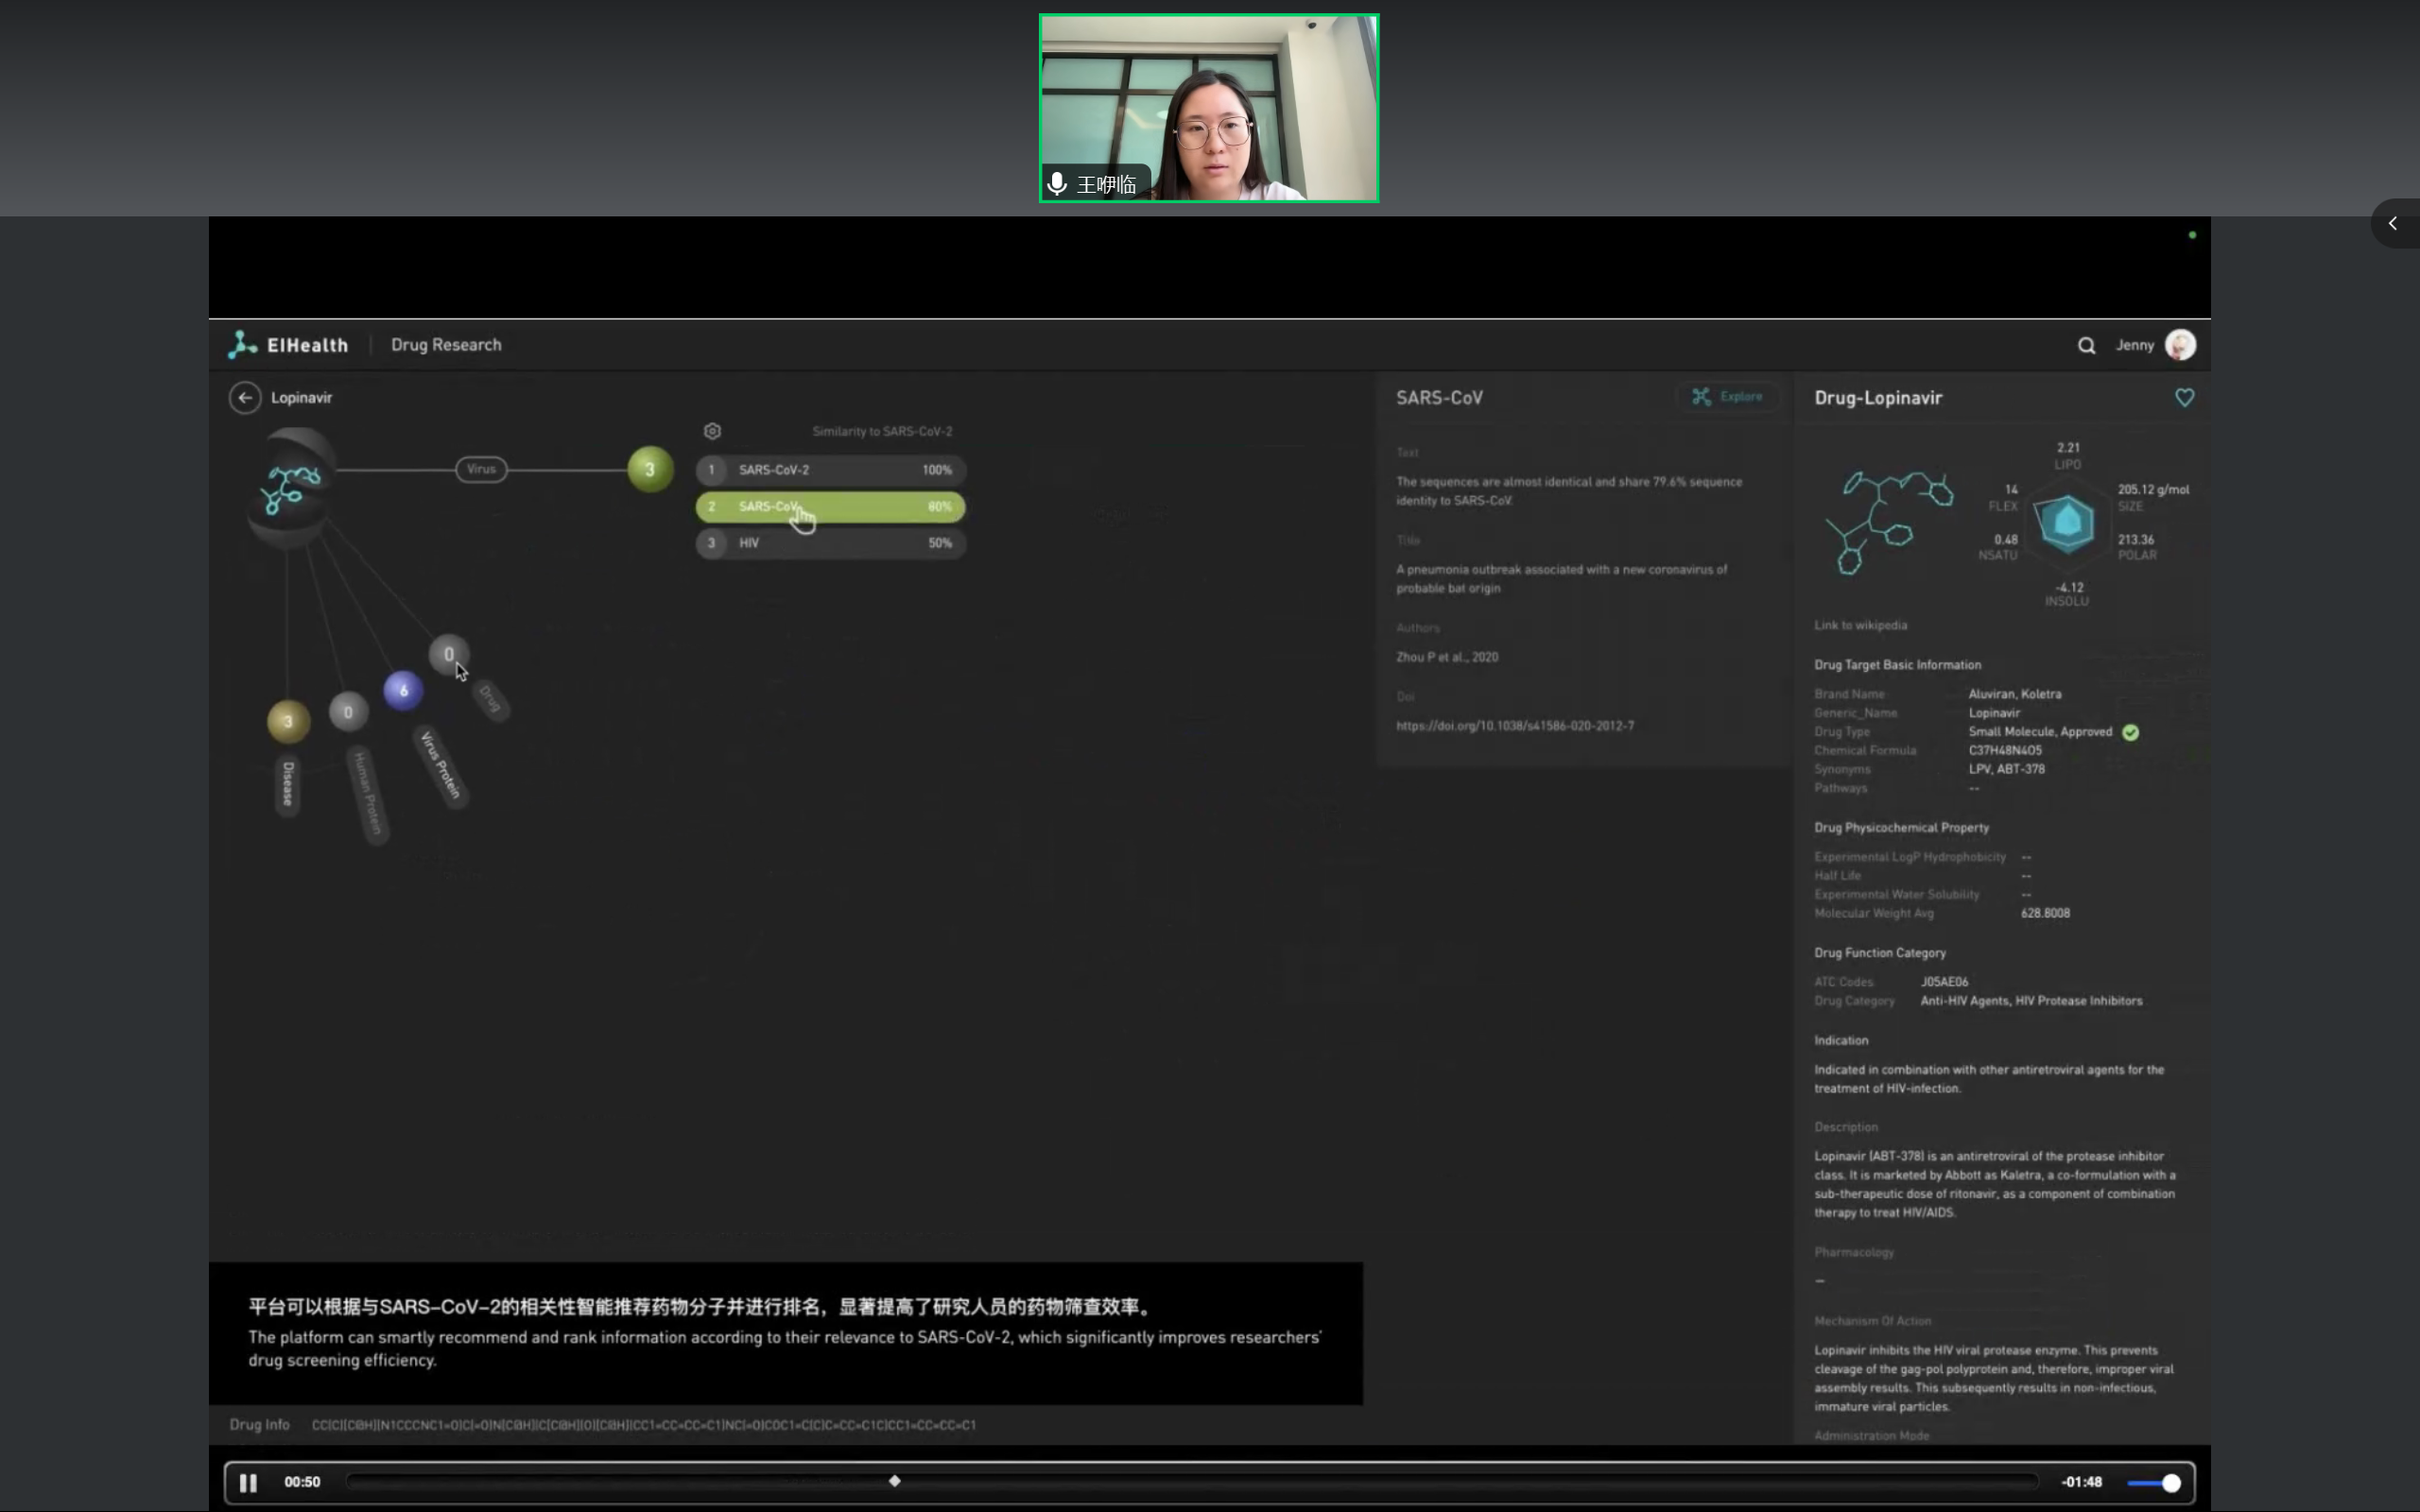 王咿临
EIHealth
Drug Research
Jenny
Lopinavir
Virus
3
Similarity to SARS-CoV-2
1 SARS-CoV-2 100%
2 SARS-CoV 80%
3 HIV 50%
0
Drug
6
Virus Protein
0
Human Protein
3
Disease
SARS-CoV
Explore
Text
The sequences are almost identical and share 79.6% sequence
identity to SARS-CoV.
Title
A pneumonia outbreak associated with a new coronavirus of
probable bat origin
Authors
Zhou P et al., 2020
Doi
https://doi.org/10.1038/s41586-020-2012-7
Drug-Lopinavir
2.21
LIPO
14
FLEX
205.12 g/mol
SIZE
0.48
NSATU
213.36
POLAR
-4.12
INSOLU
Link to wikipedia
Drug Target Basic Information
Brand Name Aluviran, Koletra
Generic_Name Lopinavir
Drug Type Small Molecule, Approved
Chemical Formula C37H48N4O5
Synonyms LPV, ABT-378
Pathways --
Drug Physicochemical Property
Experimental LogP Hydrophobicity --
Half Life --
Experimental Water Solubility --
Molecular Weight Avg 628.8008
Drug Function Category
ATC Codes J05AE06
Drug Category Anti-HIV Agents, HIV Protease Inhibitors
Indication
Indicated in combination with other antiretroviral agents for the
treatment of HIV-infection.
Description
Lopinavir (ABT-378) is an antiretroviral of the protease inhibitor
class. It is marketed by Abbott as Kaletra, a co-formulation with a
sub-therapeutic dose of ritonavir, as a component of combination
therapy to treat HIV/AIDS.
Pharmacology
—
Mechanism Of Action
Lopinavir inhibits the HIV viral protease enzyme. This prevents
cleavage of the gag-pol polyprotein and, therefore, improper viral
assembly results. This subsequently results in non-infectious,
immature viral particles.
Administration Mode
平台可以根据与SARS-CoV-2的相关性智能推荐药物分子并进行排名，显著提高了研究人员的药物筛查效率。
The platform can smartly recommend and rank information according to their relevance to SARS-CoV-2, which significantly improves researchers'
drug screening efficiency.
Drug Info
00:50
-01:48